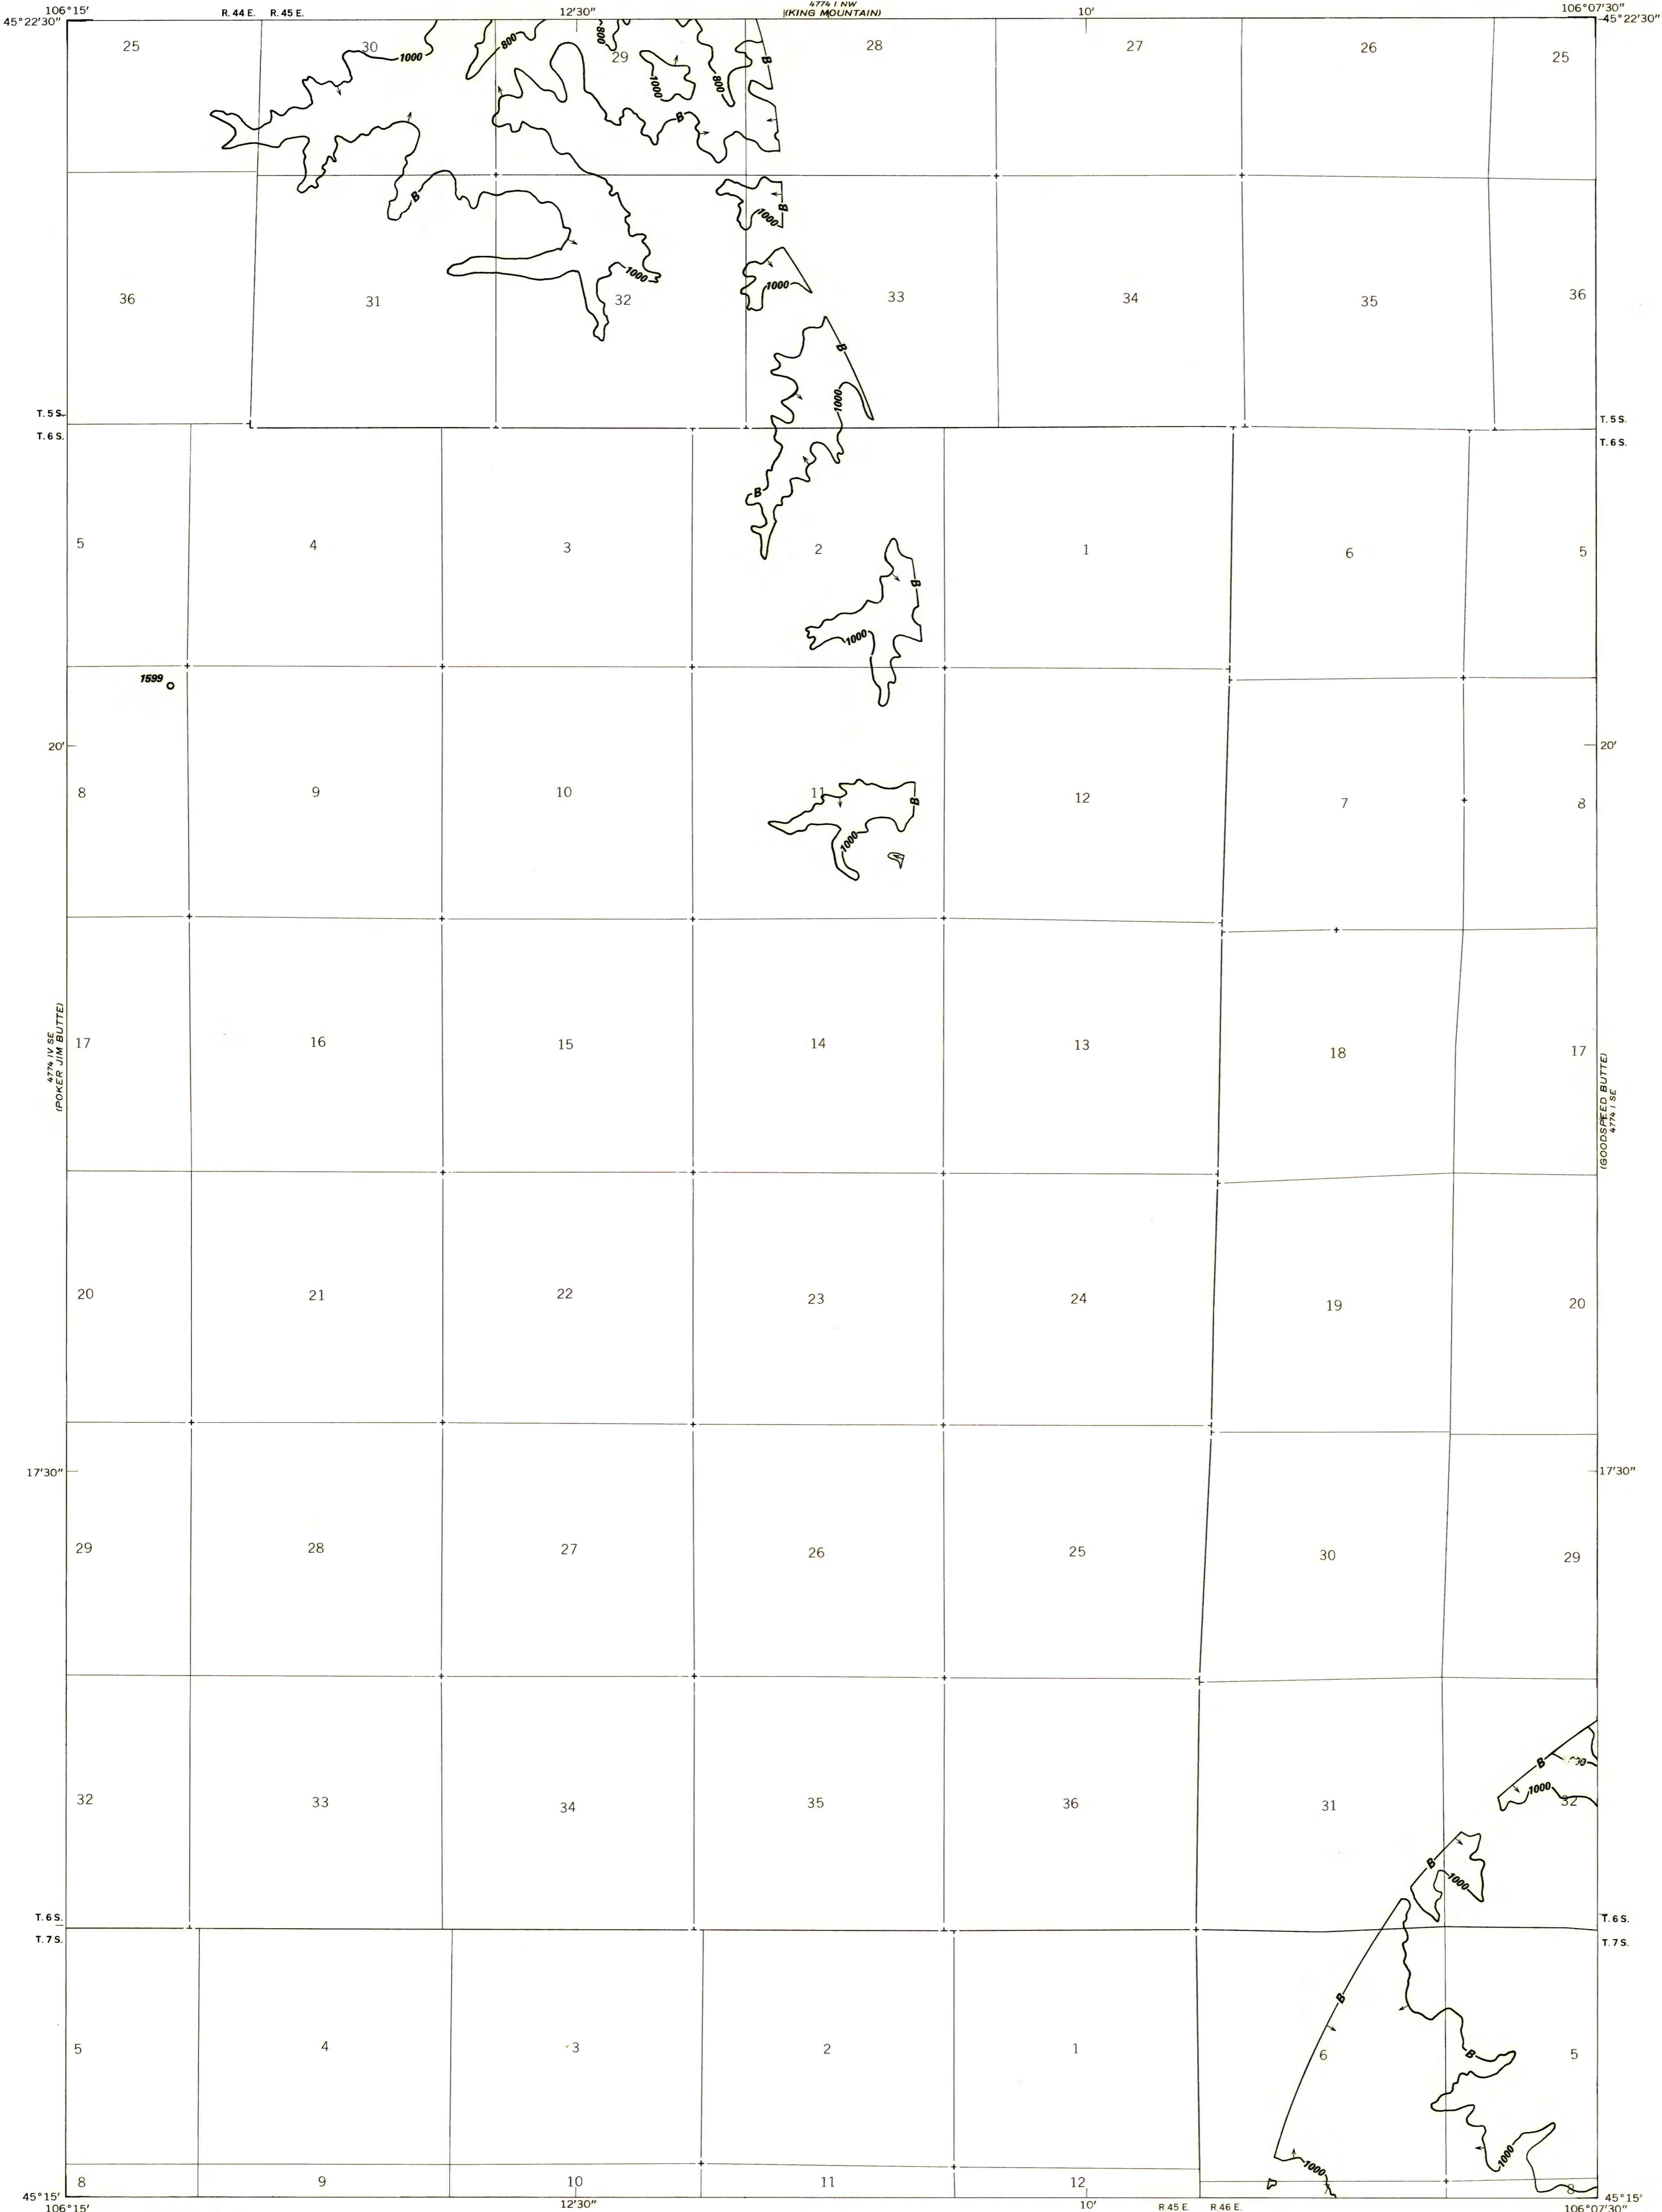 4774 I NW
106°15' R. 44 E. R. 45 E. 12'30" (KING MOUNTAIN) 10' 106°07'30"
45°22'30" 45°22'30"
25 30 29 28 27 26 25
1000 800 800 1000 800 B
B
B B
1000
1000 1000
36 31 32 33 34 35 36
B
1000
T. 5 S. T. 5 S.
T. 6 S. T. 6 S.
B
5 4 3 2 1 6 5
B
1000
1599
20' 20'
8 9 10 11 12 7 8
B
1000
4774 IV SE
(POKER JIM BUTTE)
17 16 15 14 13 18 17
(GOODSPEED BUTTE)
4774 I SE
20 21 22 23 24 19 20
17'30" 17'30"
29 28 27 26 25 30 29
B
1000
32 33 34 35 36 31 32
B
1000
T. 6 S. T. 6 S.
T. 7 S. T. 7 S.
B
5 4 3 2 1 6 5
B
1000
1000
8 9 10 11 12 8
45°15' 45°15'
106°15' 12'30" 10' R. 45 E. R. 46 E. 106°07'30"